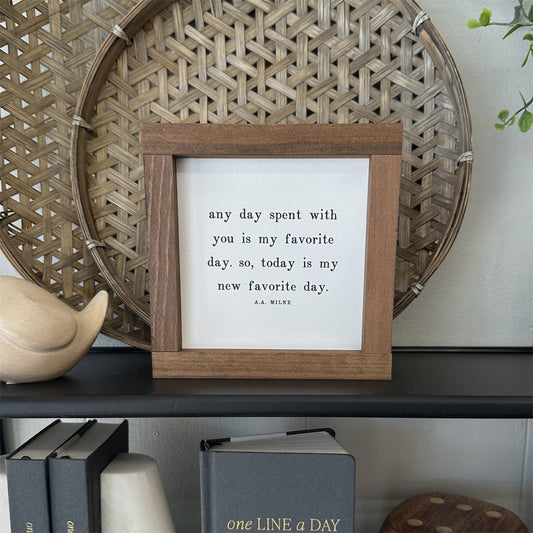 any day spent with
you is my favorite
day. so, today is my
new favorite day.
A.A. MILNE
one LINE a DAY